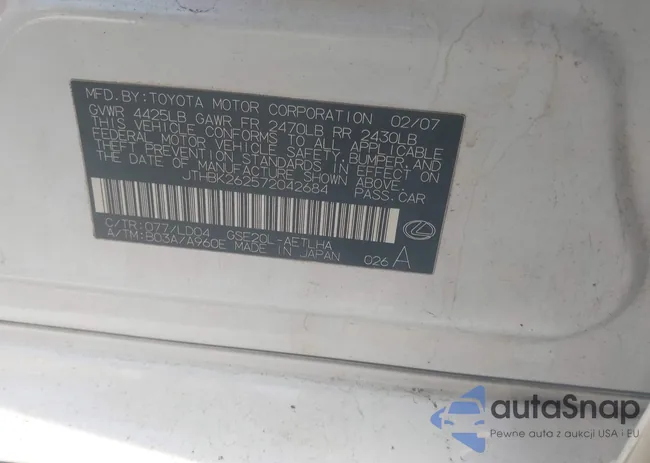 MFD. BY: TOYOTA MOTOR CORPORATION 02/07
GVWR 4425LB GAWR FR 2470LB RR 2430LB
THIS VEHICLE CONFORMS TO ALL APPLICABLE
FEDERAL MOTOR VEHICLE SAFETY, BUMPER, AND
THEFT PREVENTION STANDARDS IN EFFECT ON
THE DATE OF MANUFACTURE SHOWN ABOVE.
JTHBK262572042684 PASS. CAR
C/TR: 077/LD04 GSE20L-AETLHA
A/TM: B03A/A960E MADE IN JAPAN
026 A
autaSnap
Pewne auta z aukcji USA i EU